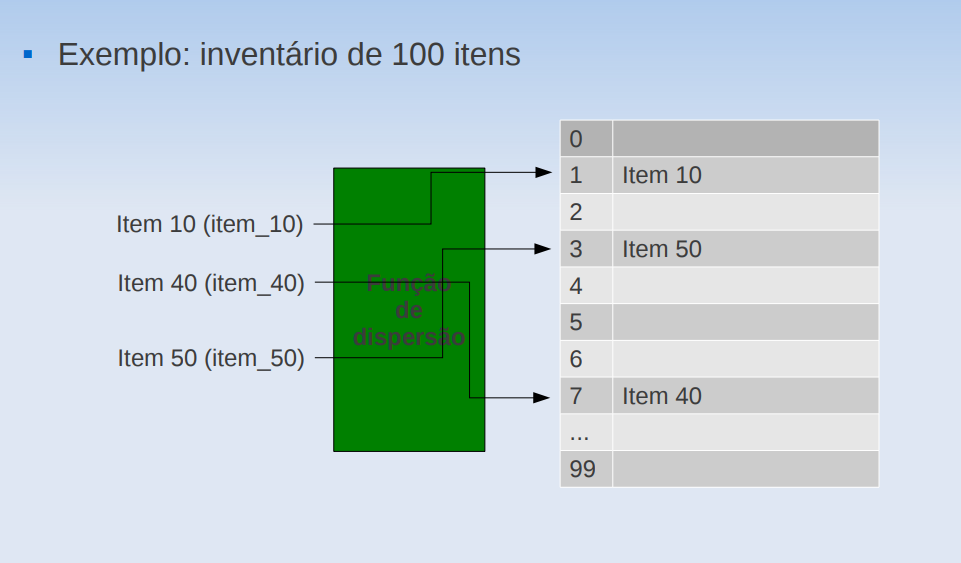 Exemplo: inventário de 100 itens
Item 10 (item_10)
Item 40 (item_40)
Item 50 (item_50)
Função
de
dispersão
0
1 Item 10
2
3 Item 50
4
5
6
7 Item 40
...
99